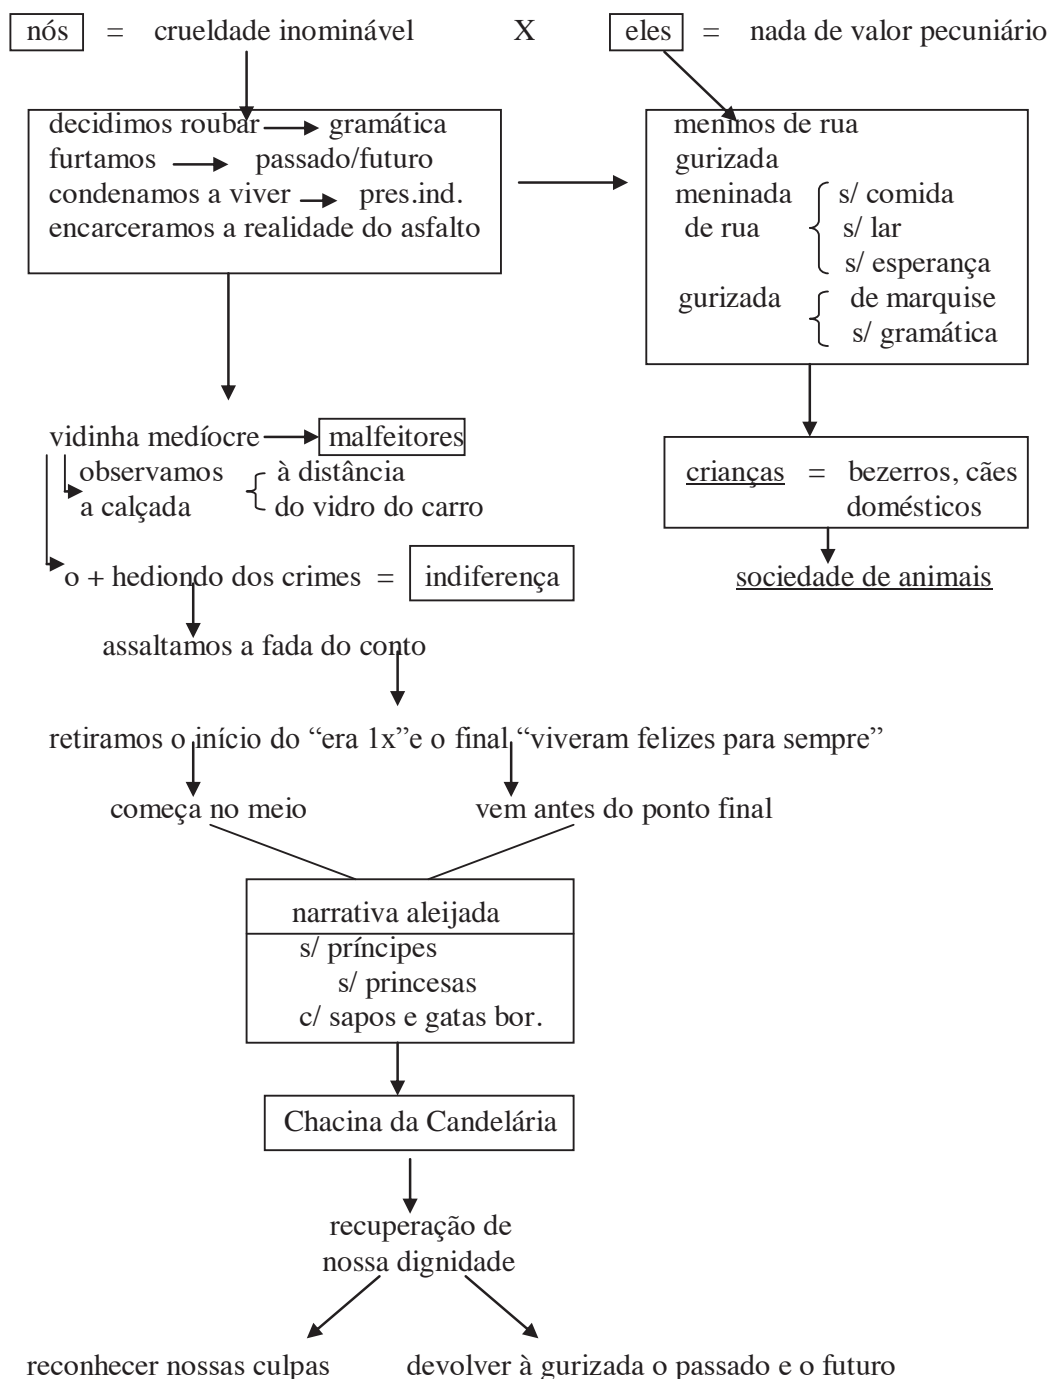 nós = crueldade inominável X eles = nada de valor pecuniário
decidimos roubar gramática
furtamos passado/futuro
condenamos a viver pres.ind.
encarceramos a realidade do asfalto
meninos de rua
gurizada
meninada s/ comida
de rua s/ lar
s/ esperança
gurizada de marquise
s/ gramática
vidinha medíocre malfeitores
observamos à distância
a calçada do vidro do carro
crianças = bezerros, cães
domésticos
o + hediondo dos crimes = indiferença
sociedade de animais
assaltamos a fada do conto
retiramos o início do “era 1x”e o final “viveram felizes para sempre”
começa no meio vem antes do ponto final
narrativa aleijada
s/ príncipes
s/ princesas
c/ sapos e gatas bor.
Chacina da Candelária
recuperação de
nossa dignidade
reconhecer nossas culpas devolver à gurizada o passado e o futuro